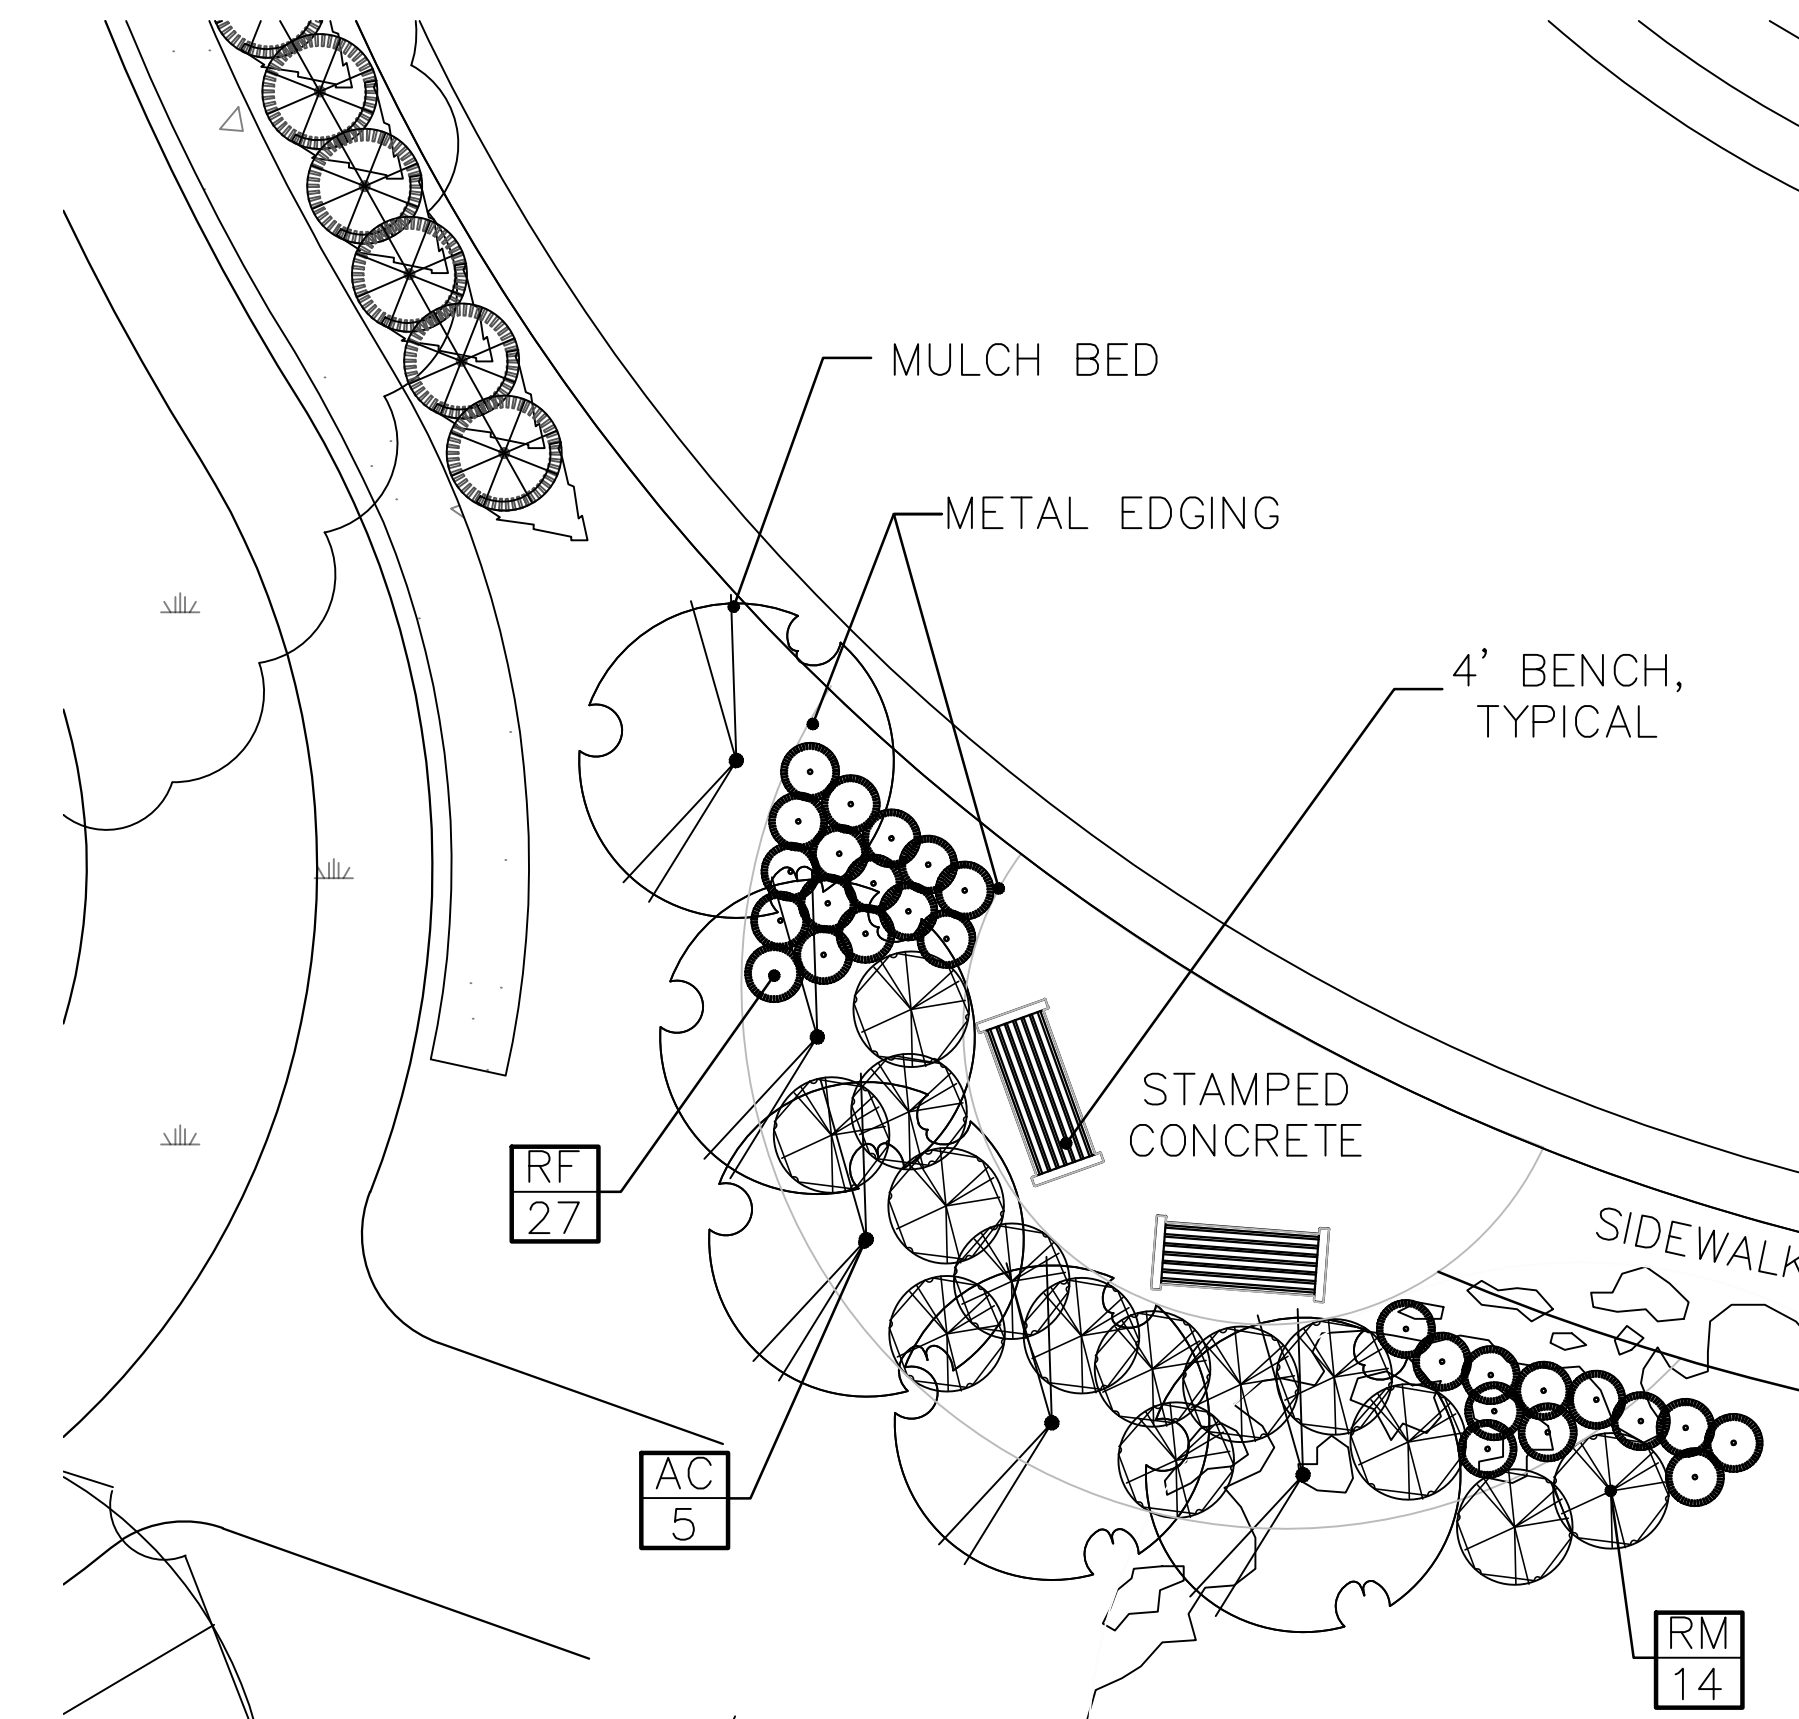 MULCH BED
METAL EDGING
4' BENCH,
TYPICAL
STAMPED
CONCRETE
RF
27
SIDEWALK
AC
5
RM
14